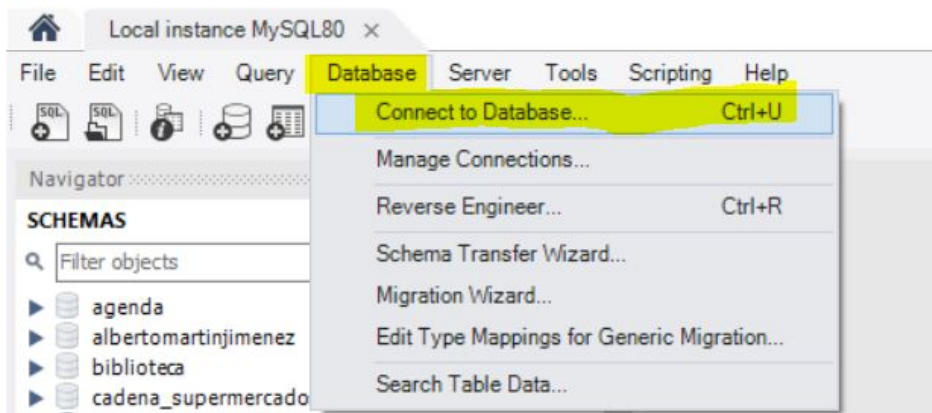 Local instance MySQL80 ×
File Edit View Query Database Server Tools Scripting Help
SQL SQL
Connect to Database... Ctrl+U
Manage Connections...
Reverse Engineer... Ctrl+R
Schema Transfer Wizard...
Migration Wizard...
Edit Type Mappings for Generic Migration...
Search Table Data...
Navigator
SCHEMAS
Filter objects
agenda
albertomartinjimenez
biblioteca
cadena_supermercado